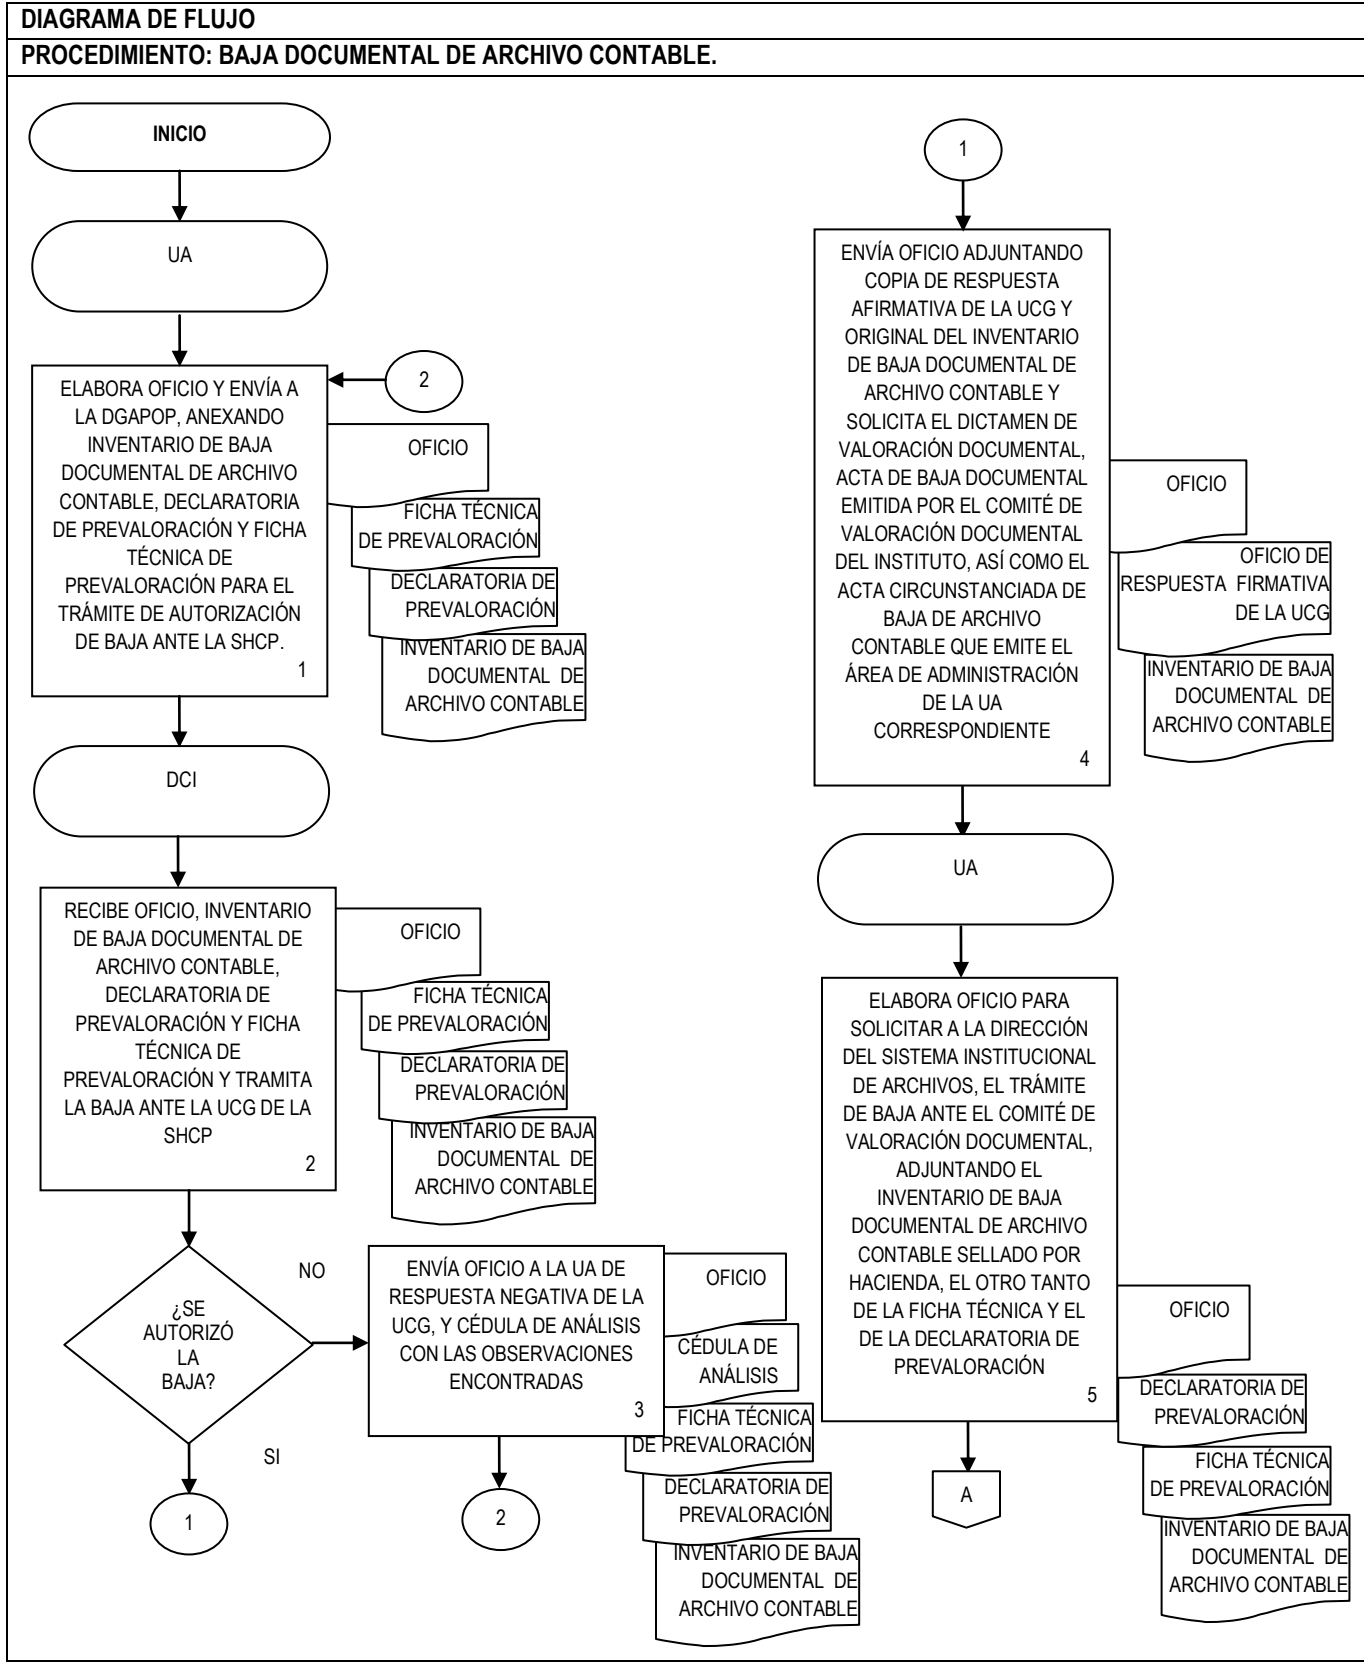 DIAGRAMA DE FLUJO
PROCEDIMIENTO: BAJA DOCUMENTAL DE ARCHIVO CONTABLE.
INICIO
UA
ELABORA OFICIO Y ENVÍA A
LA DGAPOP, ANEXANDO
INVENTARIO DE BAJA
DOCUMENTAL DE ARCHIVO
CONTABLE, DECLARATORIA
DE PREVALORACIÓN Y FICHA
TÉCNICA DE
PREVALORACIÓN PARA EL
TRÁMITE DE AUTORIZACIÓN
DE BAJA ANTE LA SHCP.
1
2
OFICIO
FICHA TÉCNICA
DE PREVALORACIÓN
DECLARATORIA DE
PREVALORACIÓN
INVENTARIO DE BAJA
DOCUMENTAL DE
ARCHIVO CONTABLE
DCI
RECIBE OFICIO, INVENTARIO
DE BAJA DOCUMENTAL DE
ARCHIVO CONTABLE,
DECLARATORIA DE
PREVALORACIÓN Y FICHA
TÉCNICA DE
PREVALORACIÓN Y TRAMITA
LA BAJA ANTE LA UCG DE LA
SHCP
2
OFICIO
FICHA TÉCNICA
DE PREVALORACIÓN
DECLARATORIA DE
PREVALORACIÓN
INVENTARIO DE BAJA
DOCUMENTAL DE
ARCHIVO CONTABLE
¿SE
AUTORIZÓ
LA
BAJA?
NO
SI
1
ENVÍA OFICIO A LA UA DE
RESPUESTA NEGATIVA DE LA
UCG, Y CÉDULA DE ANÁLISIS
CON LAS OBSERVACIONES
ENCONTRADAS
3
OFICIO
CÉDULA DE
ANÁLISIS
FICHA TÉCNICA
DE PREVALORACIÓN
DECLARATORIA DE
PREVALORACIÓN
INVENTARIO DE BAJA
DOCUMENTAL DE
ARCHIVO CONTABLE
2
1
ENVÍA OFICIO ADJUNTANDO
COPIA DE RESPUESTA
AFIRMATIVA DE LA UCG Y
ORIGINAL DEL INVENTARIO
DE BAJA DOCUMENTAL DE
ARCHIVO CONTABLE Y
SOLICITA EL DICTAMEN DE
VALORACIÓN DOCUMENTAL,
ACTA DE BAJA DOCUMENTAL
EMITIDA POR EL COMITÉ DE
VALORACIÓN DOCUMENTAL
DEL INSTITUTO, ASÍ COMO EL
ACTA CIRCUNSTANCIADA DE
BAJA DE ARCHIVO
CONTABLE QUE EMITE EL
ÁREA DE ADMINISTRACIÓN
DE LA UA
CORRESPONDIENTE
4
OFICIO
OFICIO DE
RESPUESTA FIRMATIVA
DE LA UCG
INVENTARIO DE BAJA
DOCUMENTAL DE
ARCHIVO CONTABLE
UA
ELABORA OFICIO PARA
SOLICITAR A LA DIRECCIÓN
DEL SISTEMA INSTITUCIONAL
DE ARCHIVOS, EL TRÁMITE
DE BAJA ANTE EL COMITÉ DE
VALORACIÓN DOCUMENTAL,
ADJUNTANDO EL
INVENTARIO DE BAJA
DOCUMENTAL DE ARCHIVO
CONTABLE SELLADO POR
HACIENDA, EL OTRO TANTO
DE LA FICHA TÉCNICA Y EL
DE LA DECLARATORIA DE
PREVALORACIÓN
5
OFICIO
DECLARATORIA DE
PREVALORACIÓN
FICHA TÉCNICA
DE PREVALORACIÓN
INVENTARIO DE BAJA
DOCUMENTAL DE
ARCHIVO CONTABLE
A